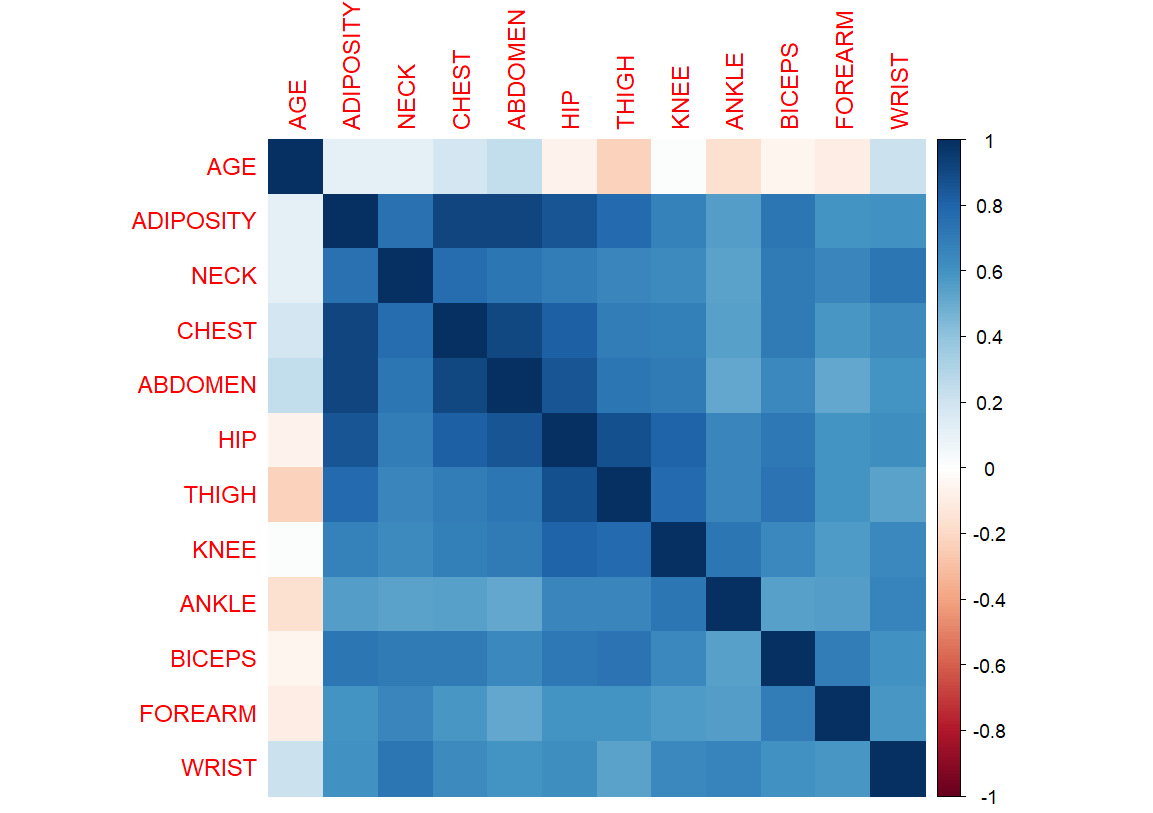 AGE
ADIPOSITY
NECK
CHEST
ABDOMEN
HIP
THIGH
KNEE
ANKLE
BICEPS
FOREARM
WRIST
AGE
ADIPOSITY
NECK
CHEST
ABDOMEN
HIP
THIGH
KNEE
ANKLE
BICEPS
FOREARM
WRIST
1
0.8
0.6
0.4
0.2
0
-0.2
-0.4
-0.6
-0.8
-1